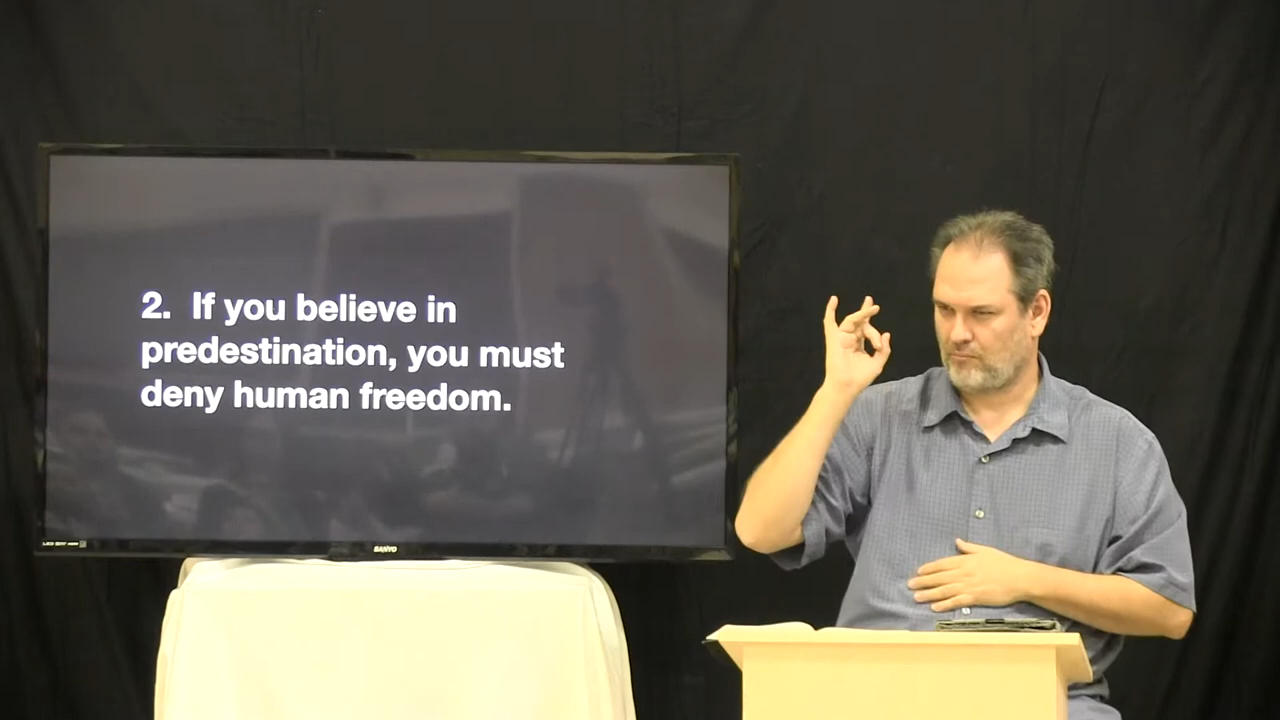 2. If you believe in
predestination, you must
deny human freedom.
SANYO